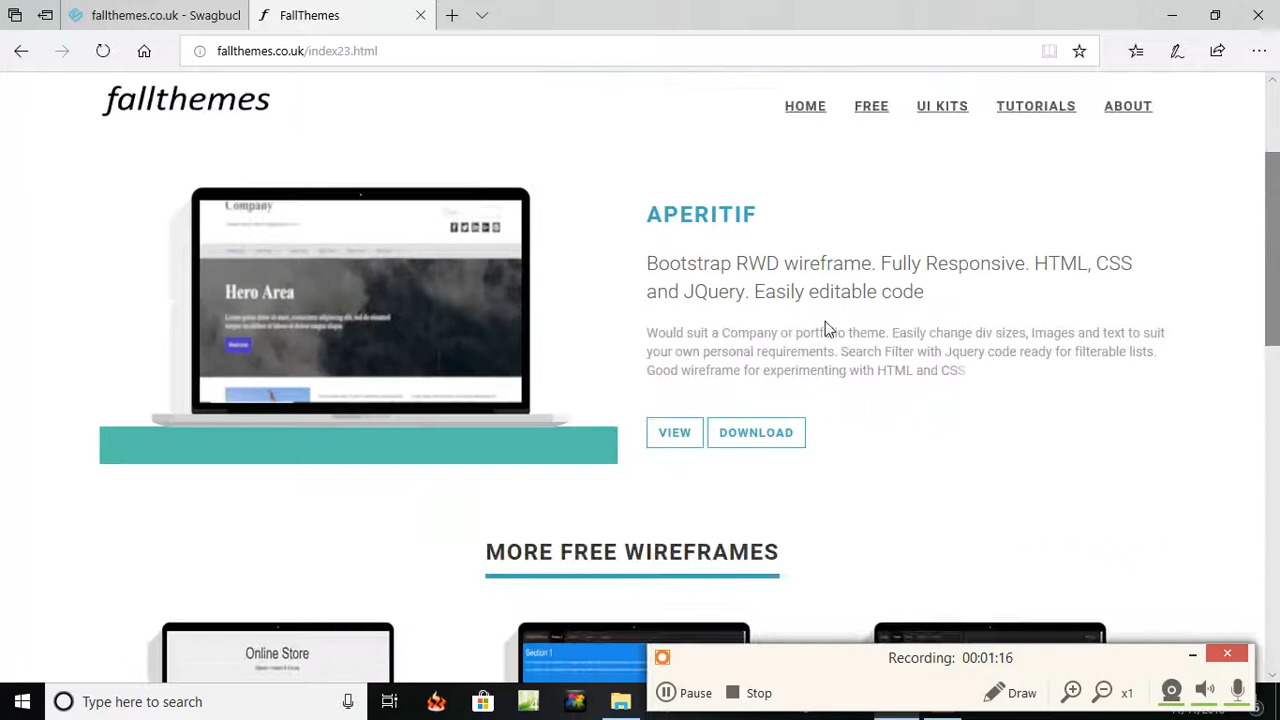 fallthemes.co.uk - Swagbuc
FallThemes
fallthemes.co.uk/index23.html
fallthemes
HOME FREE UI KITS TUTORIALS ABOUT
Company
Hero Area
APERITIF
Bootstrap RWD wireframe. Fully Responsive. HTML, CSS
and JQuery. Easily editable code
Would suit a Company or portfolio theme. Easily change div sizes, Images and text to suit
your own personal requirements. Search Filter with Jquery code ready for filterable lists.
Good wireframe for experimenting with HTML and CSS
VIEW DOWNLOAD
MORE FREE WIREFRAMES
Online Store
Section 1
Recording: 00:01:16
Pause Stop Draw x1
Type here to search